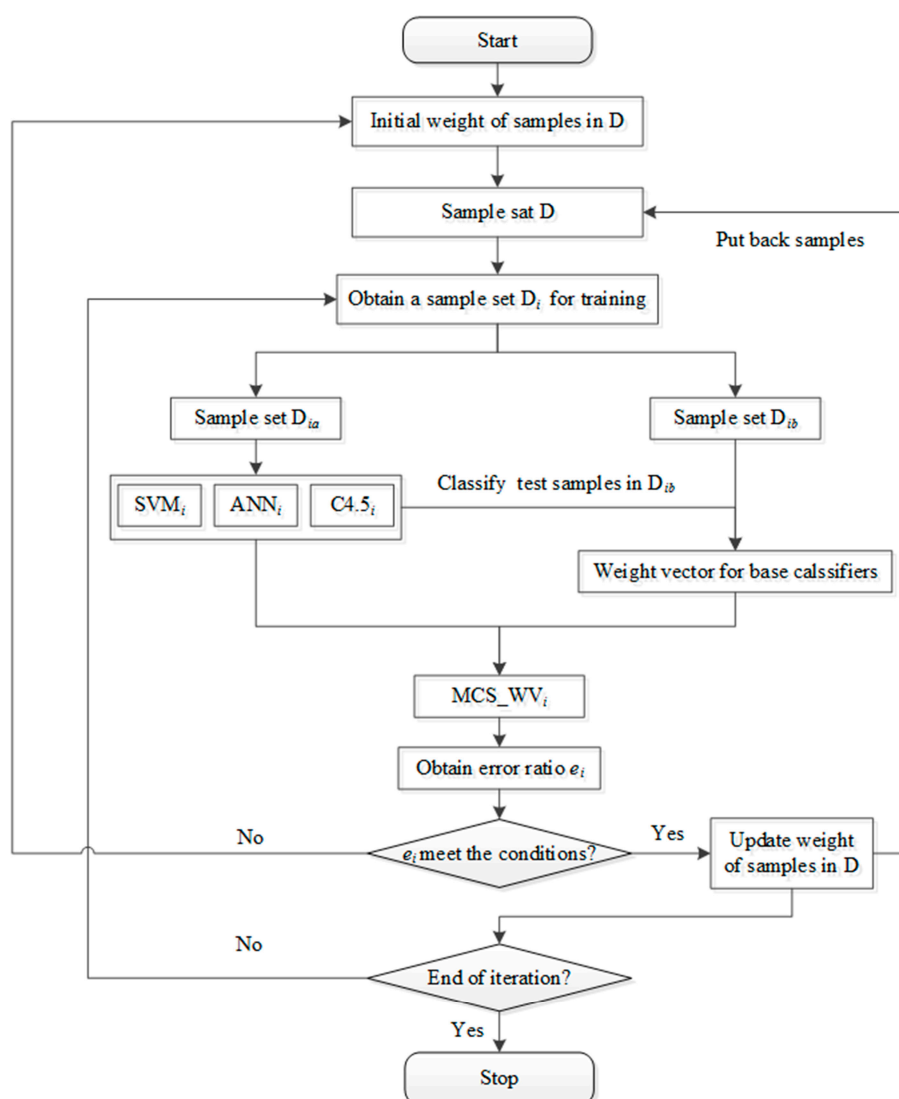 Start
Initial weight of samples in D
Sample sat D
Put back samples
Obtain a sample set Di for training
Sample set Dia
Sample set Dib
SVMi
ANNi
C4.5i
Classify test samples in Dib
Weight vector for base calssifiers
MCS_WVi
Obtain error ratio ei
No
ei meet the conditions?
Yes
Update weight
of samples in D
No
End of iteration?
Yes
Stop